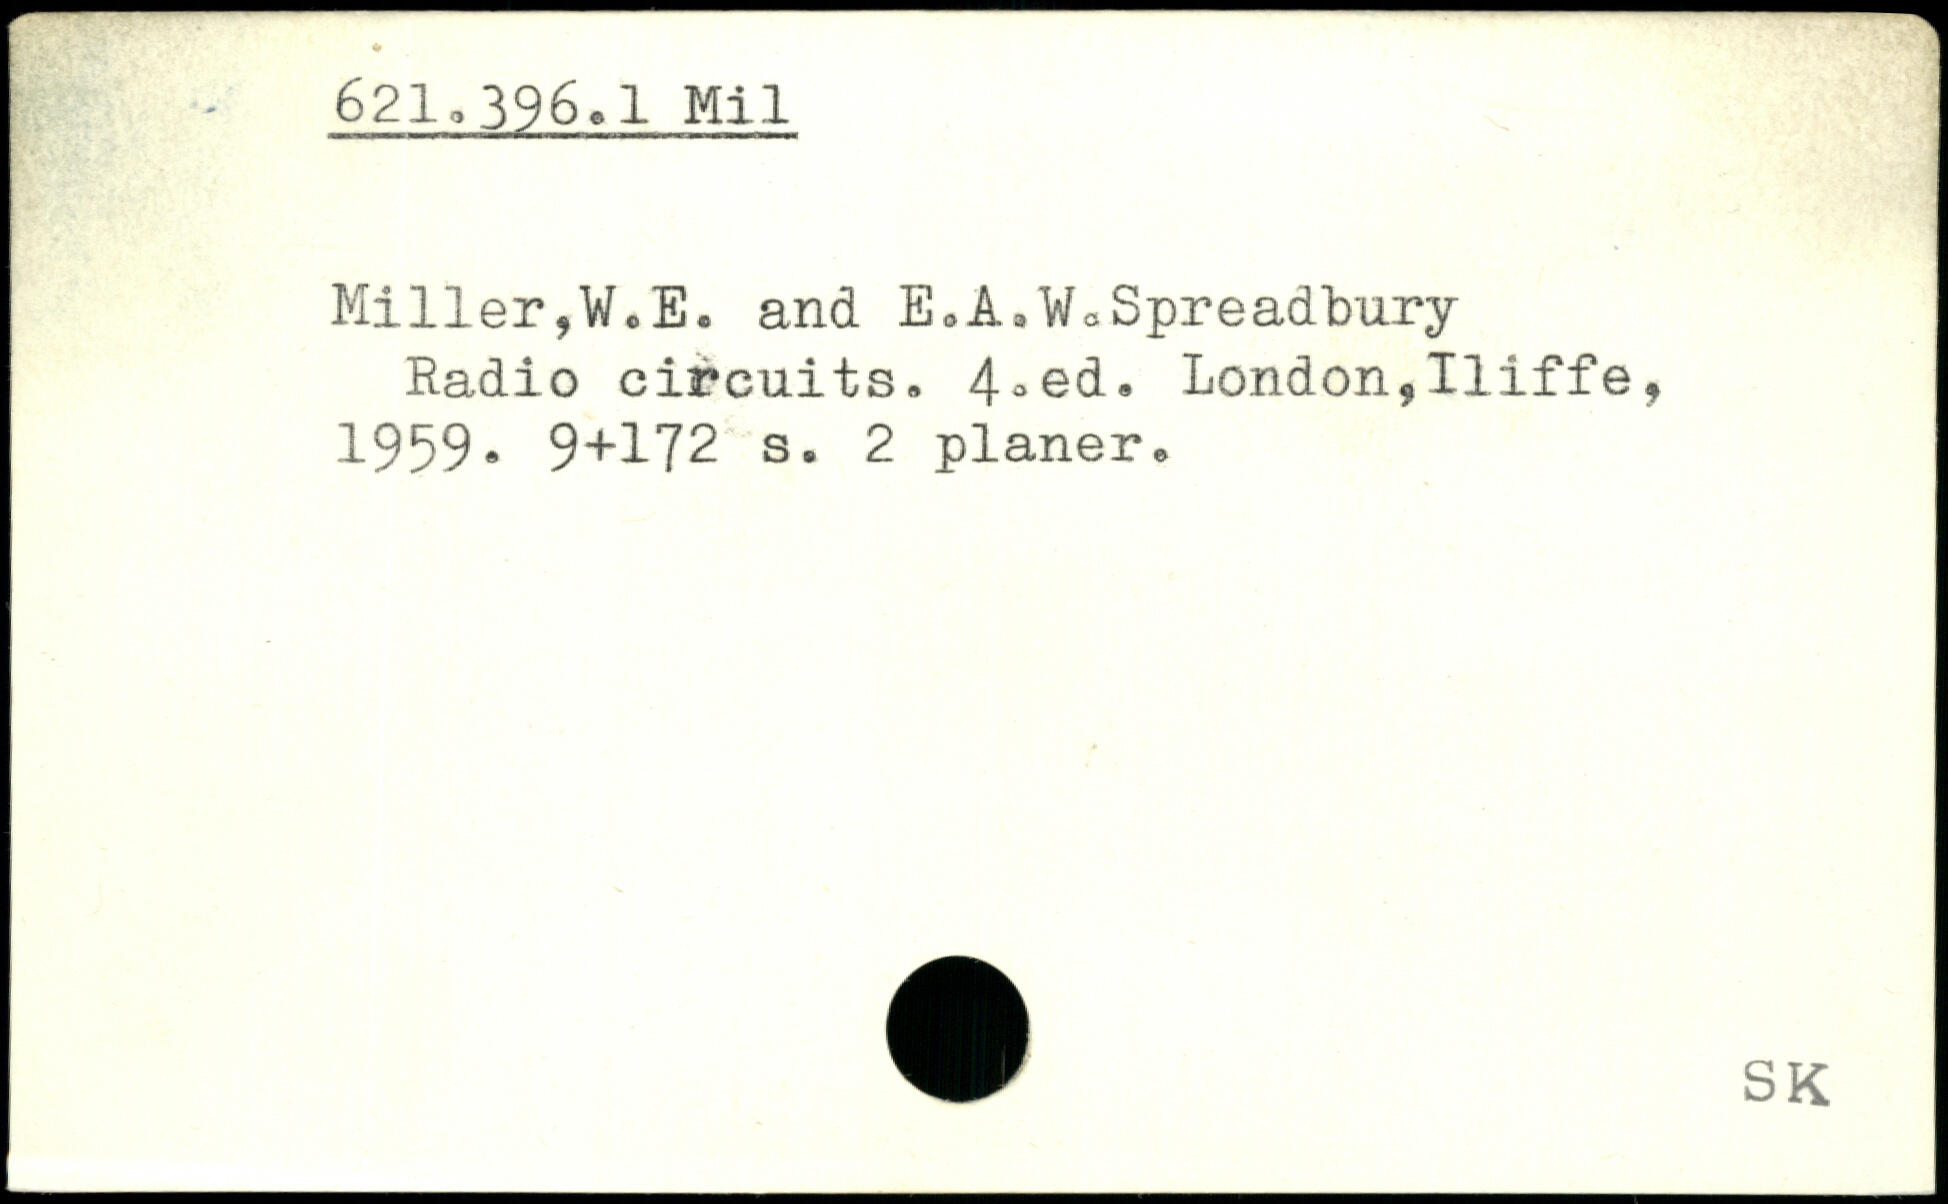 621.396.1 Mil
Miller,W.E. and E.A.W.Spreadbury
Radio circuits. 4.ed. London,Iliffe,
1959. 9+172 s. 2 planer.
SK